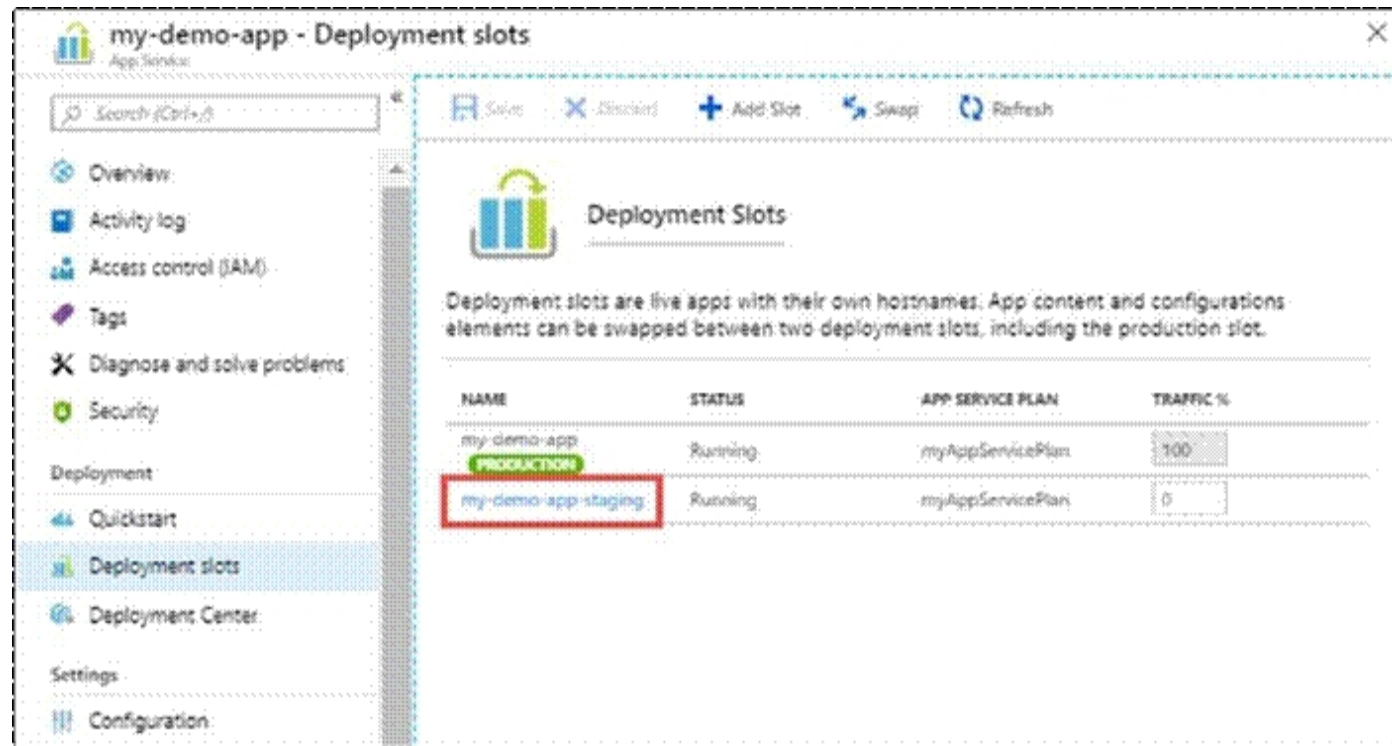 my-demo-app - Deployment slots
App Service
Search (Ctrl+/)
Save Discard Add Slot Swap Refresh
Overview
Activity log
Access control (IAM)
Tags
Diagnose and solve problems
Security
Deployment
Quickstart
Deployment slots
Deployment Center
Settings
Configuration
Deployment Slots
Deployment slots are live apps with their own hostnames. App content and configurations
elements can be swapped between two deployment slots, including the production slot.
NAME STATUS APP SERVICE PLAN TRAFFIC %
my-demo-app Running myAppServicePlan 100
PRODUCTION
my-demo-app-staging Running myAppServicePlan 0